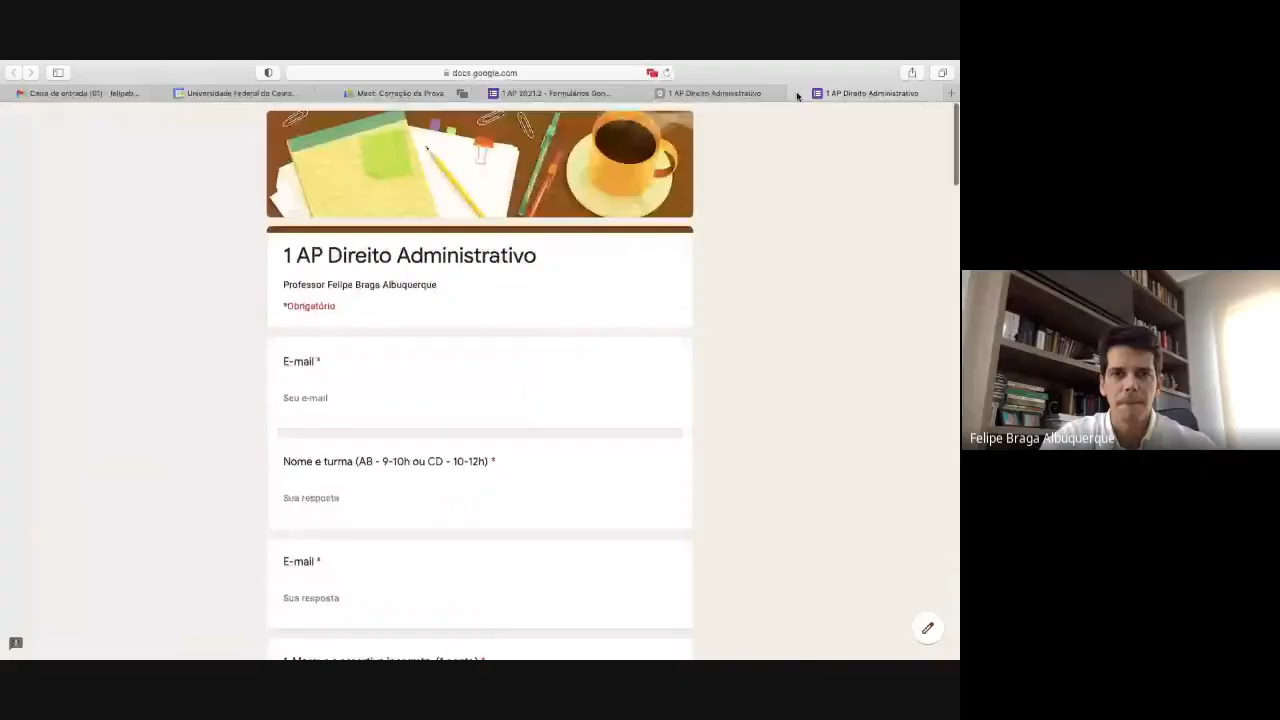 docs.google.com
Caixa de entrada (61) – felipeb...
Universidade Federal do Ceara...
Meet: Correção da Prova
1 AP 2021.2 - Formulários Goo...
1 AP Direito Administrativo
1 AP Direito Administrativo
1 AP Direito Administrativo
Professor Felipe Braga Albuquerque
*Obrigatório
E-mail *
Seu e-mail
Nome e turma (AB - 9-10h ou CD - 10-12h) *
Sua resposta
E-mail *
Sua resposta
Felipe Braga Albuquerque